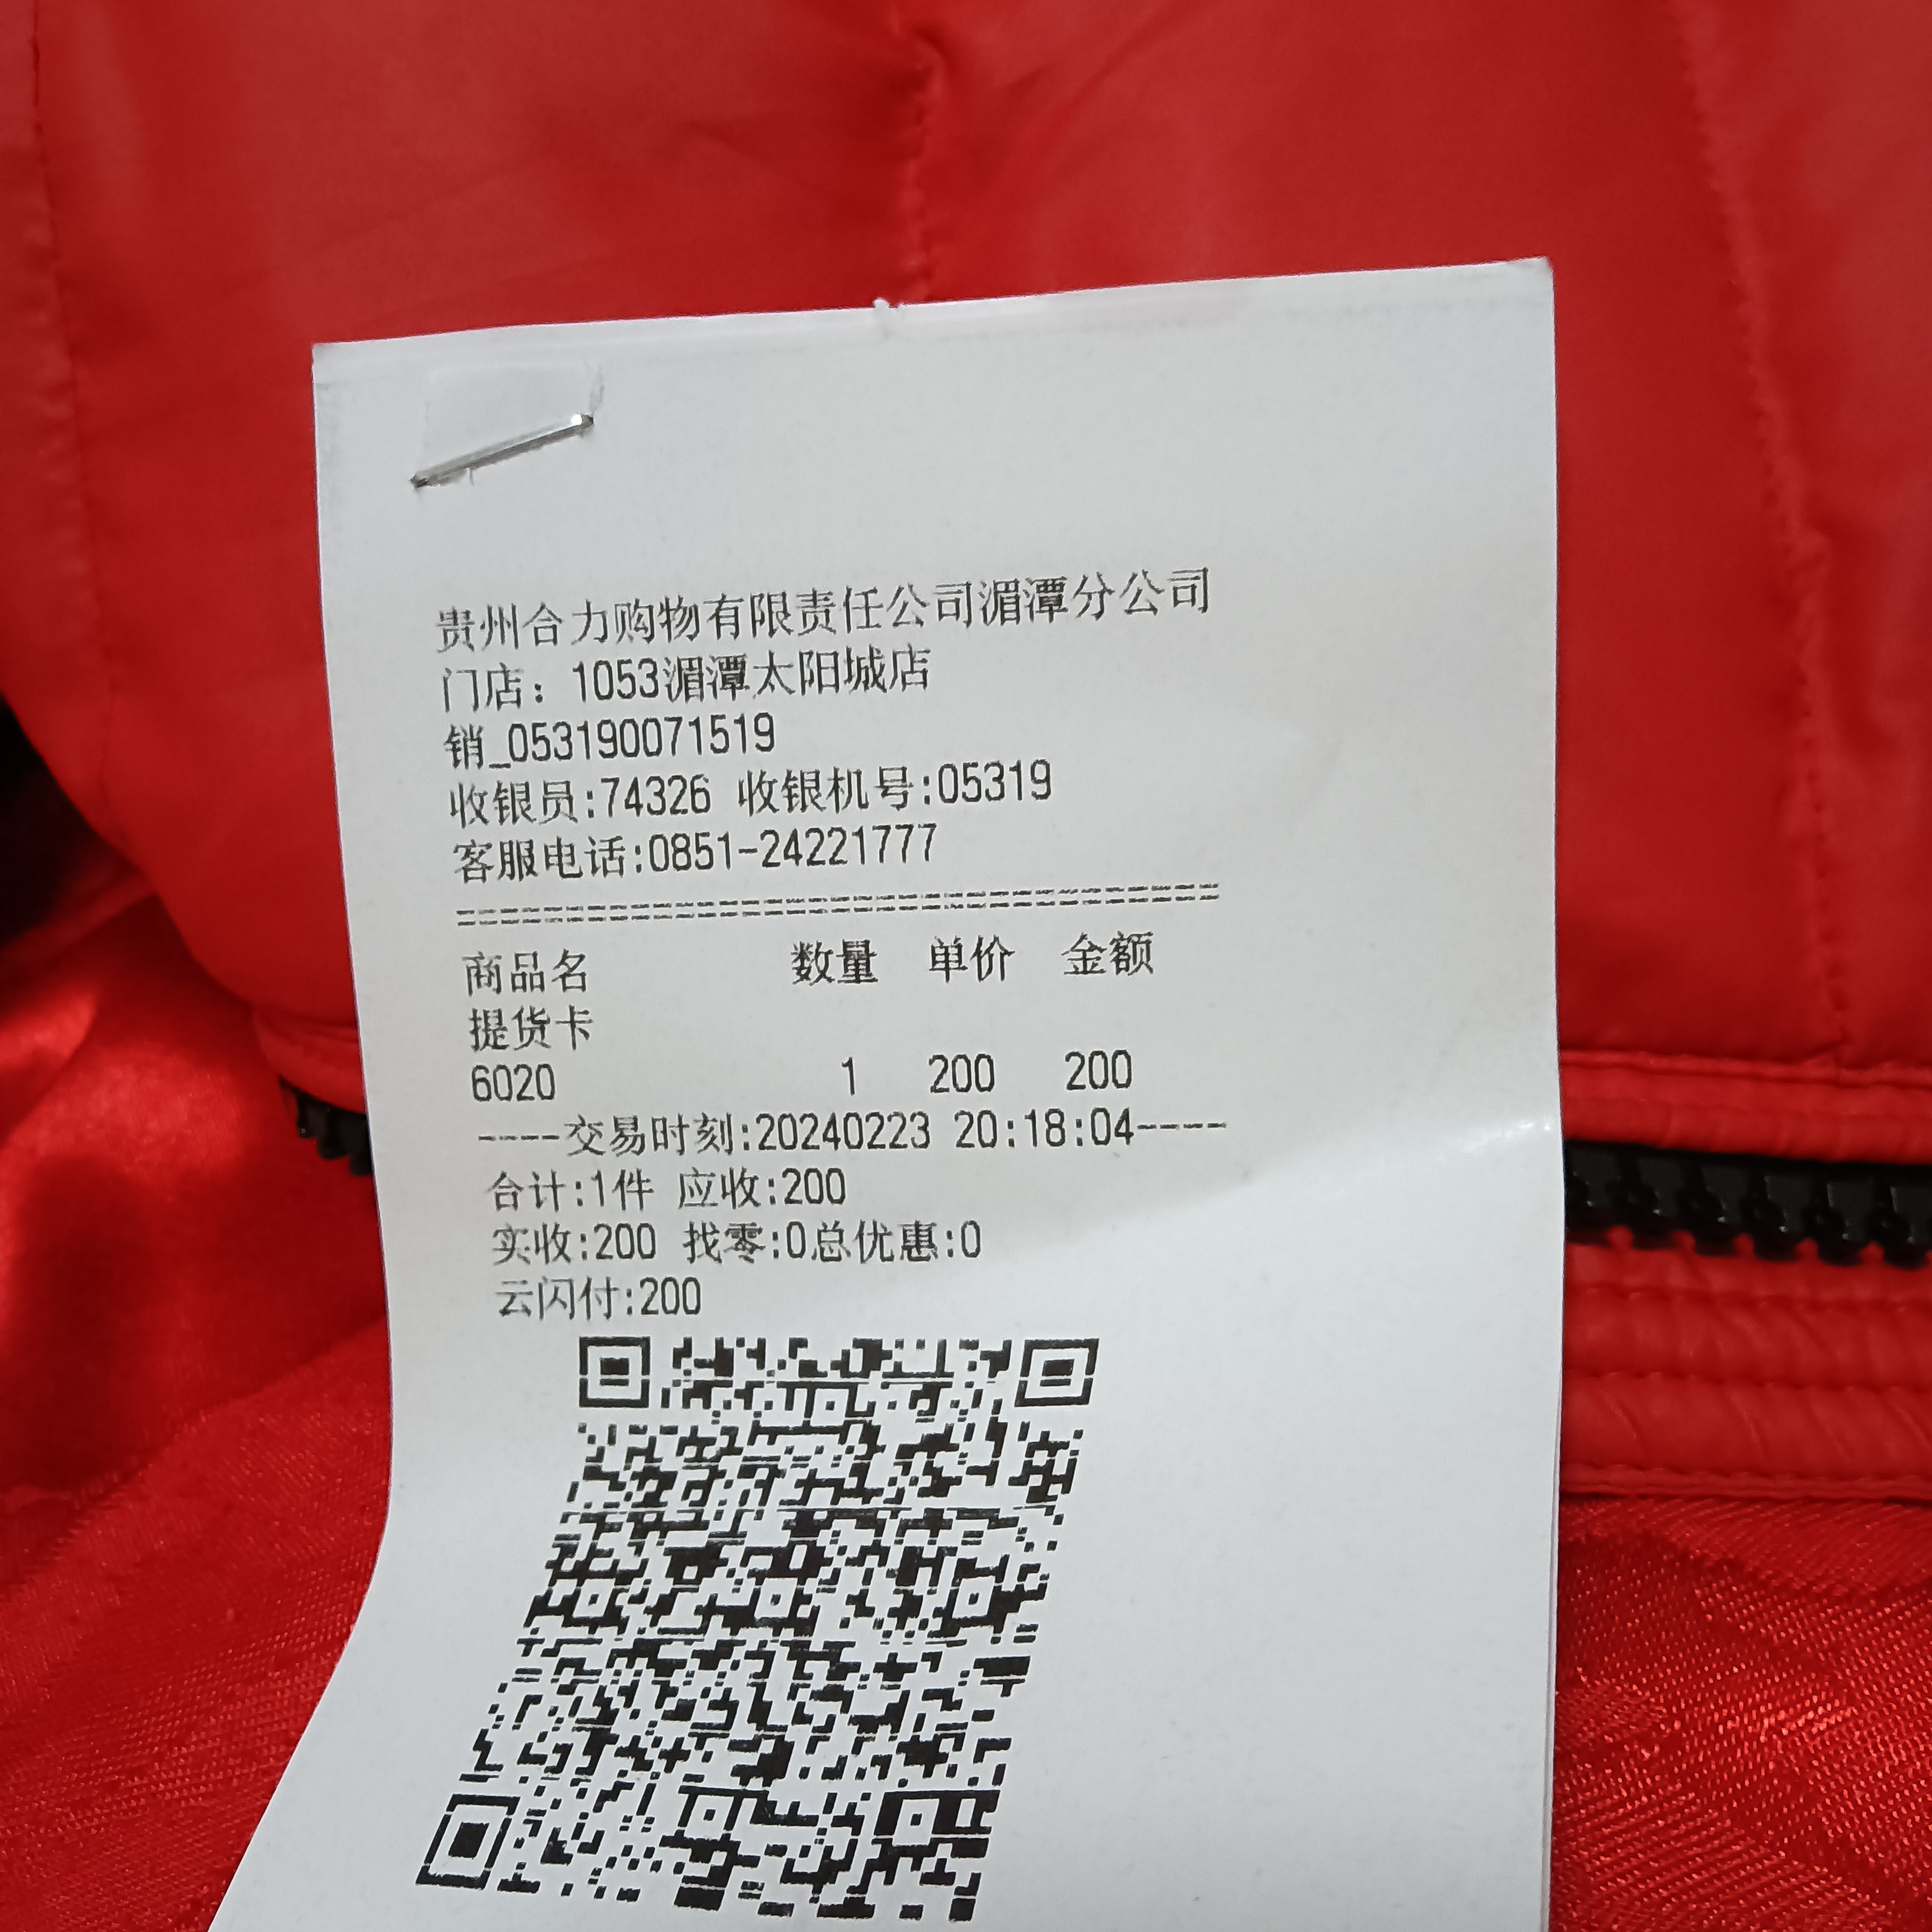 贵州合力购物有限责任公司湄潭分公司
门店：1053湄潭太阳城店
销_053190071519
收银员:74326 收银机号:05319
客服电话:0851-24221777
===================================
商品名 数量 单价 金额
提货卡
6020 1 200 200
----交易时刻:20240223 20:18:04----
合计:1件 应收:200
实收:200 找零:0总优惠:0
云闪付:200